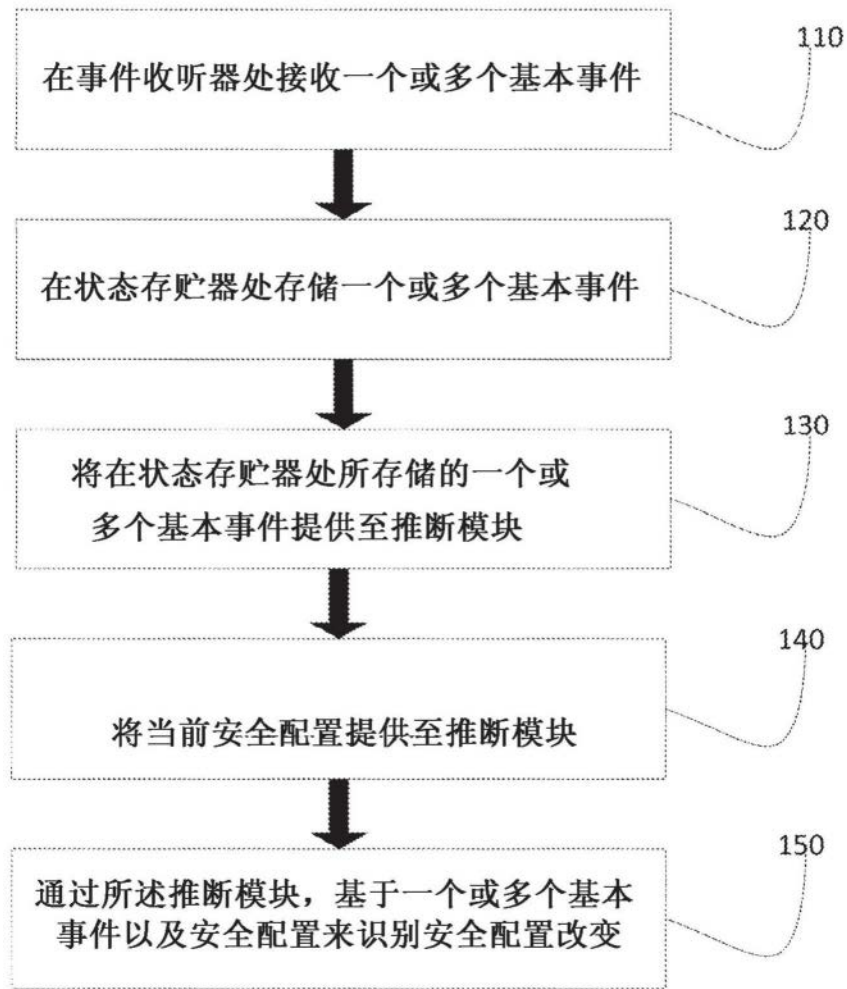 110
在事件收听器处接收一个或多个基本事件
120
在状态存贮器处存储一个或多个基本事件
130
将在状态存贮器处所存储的一个或
多个基本事件提供至推断模块
140
将当前安全配置提供至推断模块
150
通过所述推断模块，基于一个或多个基本
事件以及安全配置来识别安全配置改变